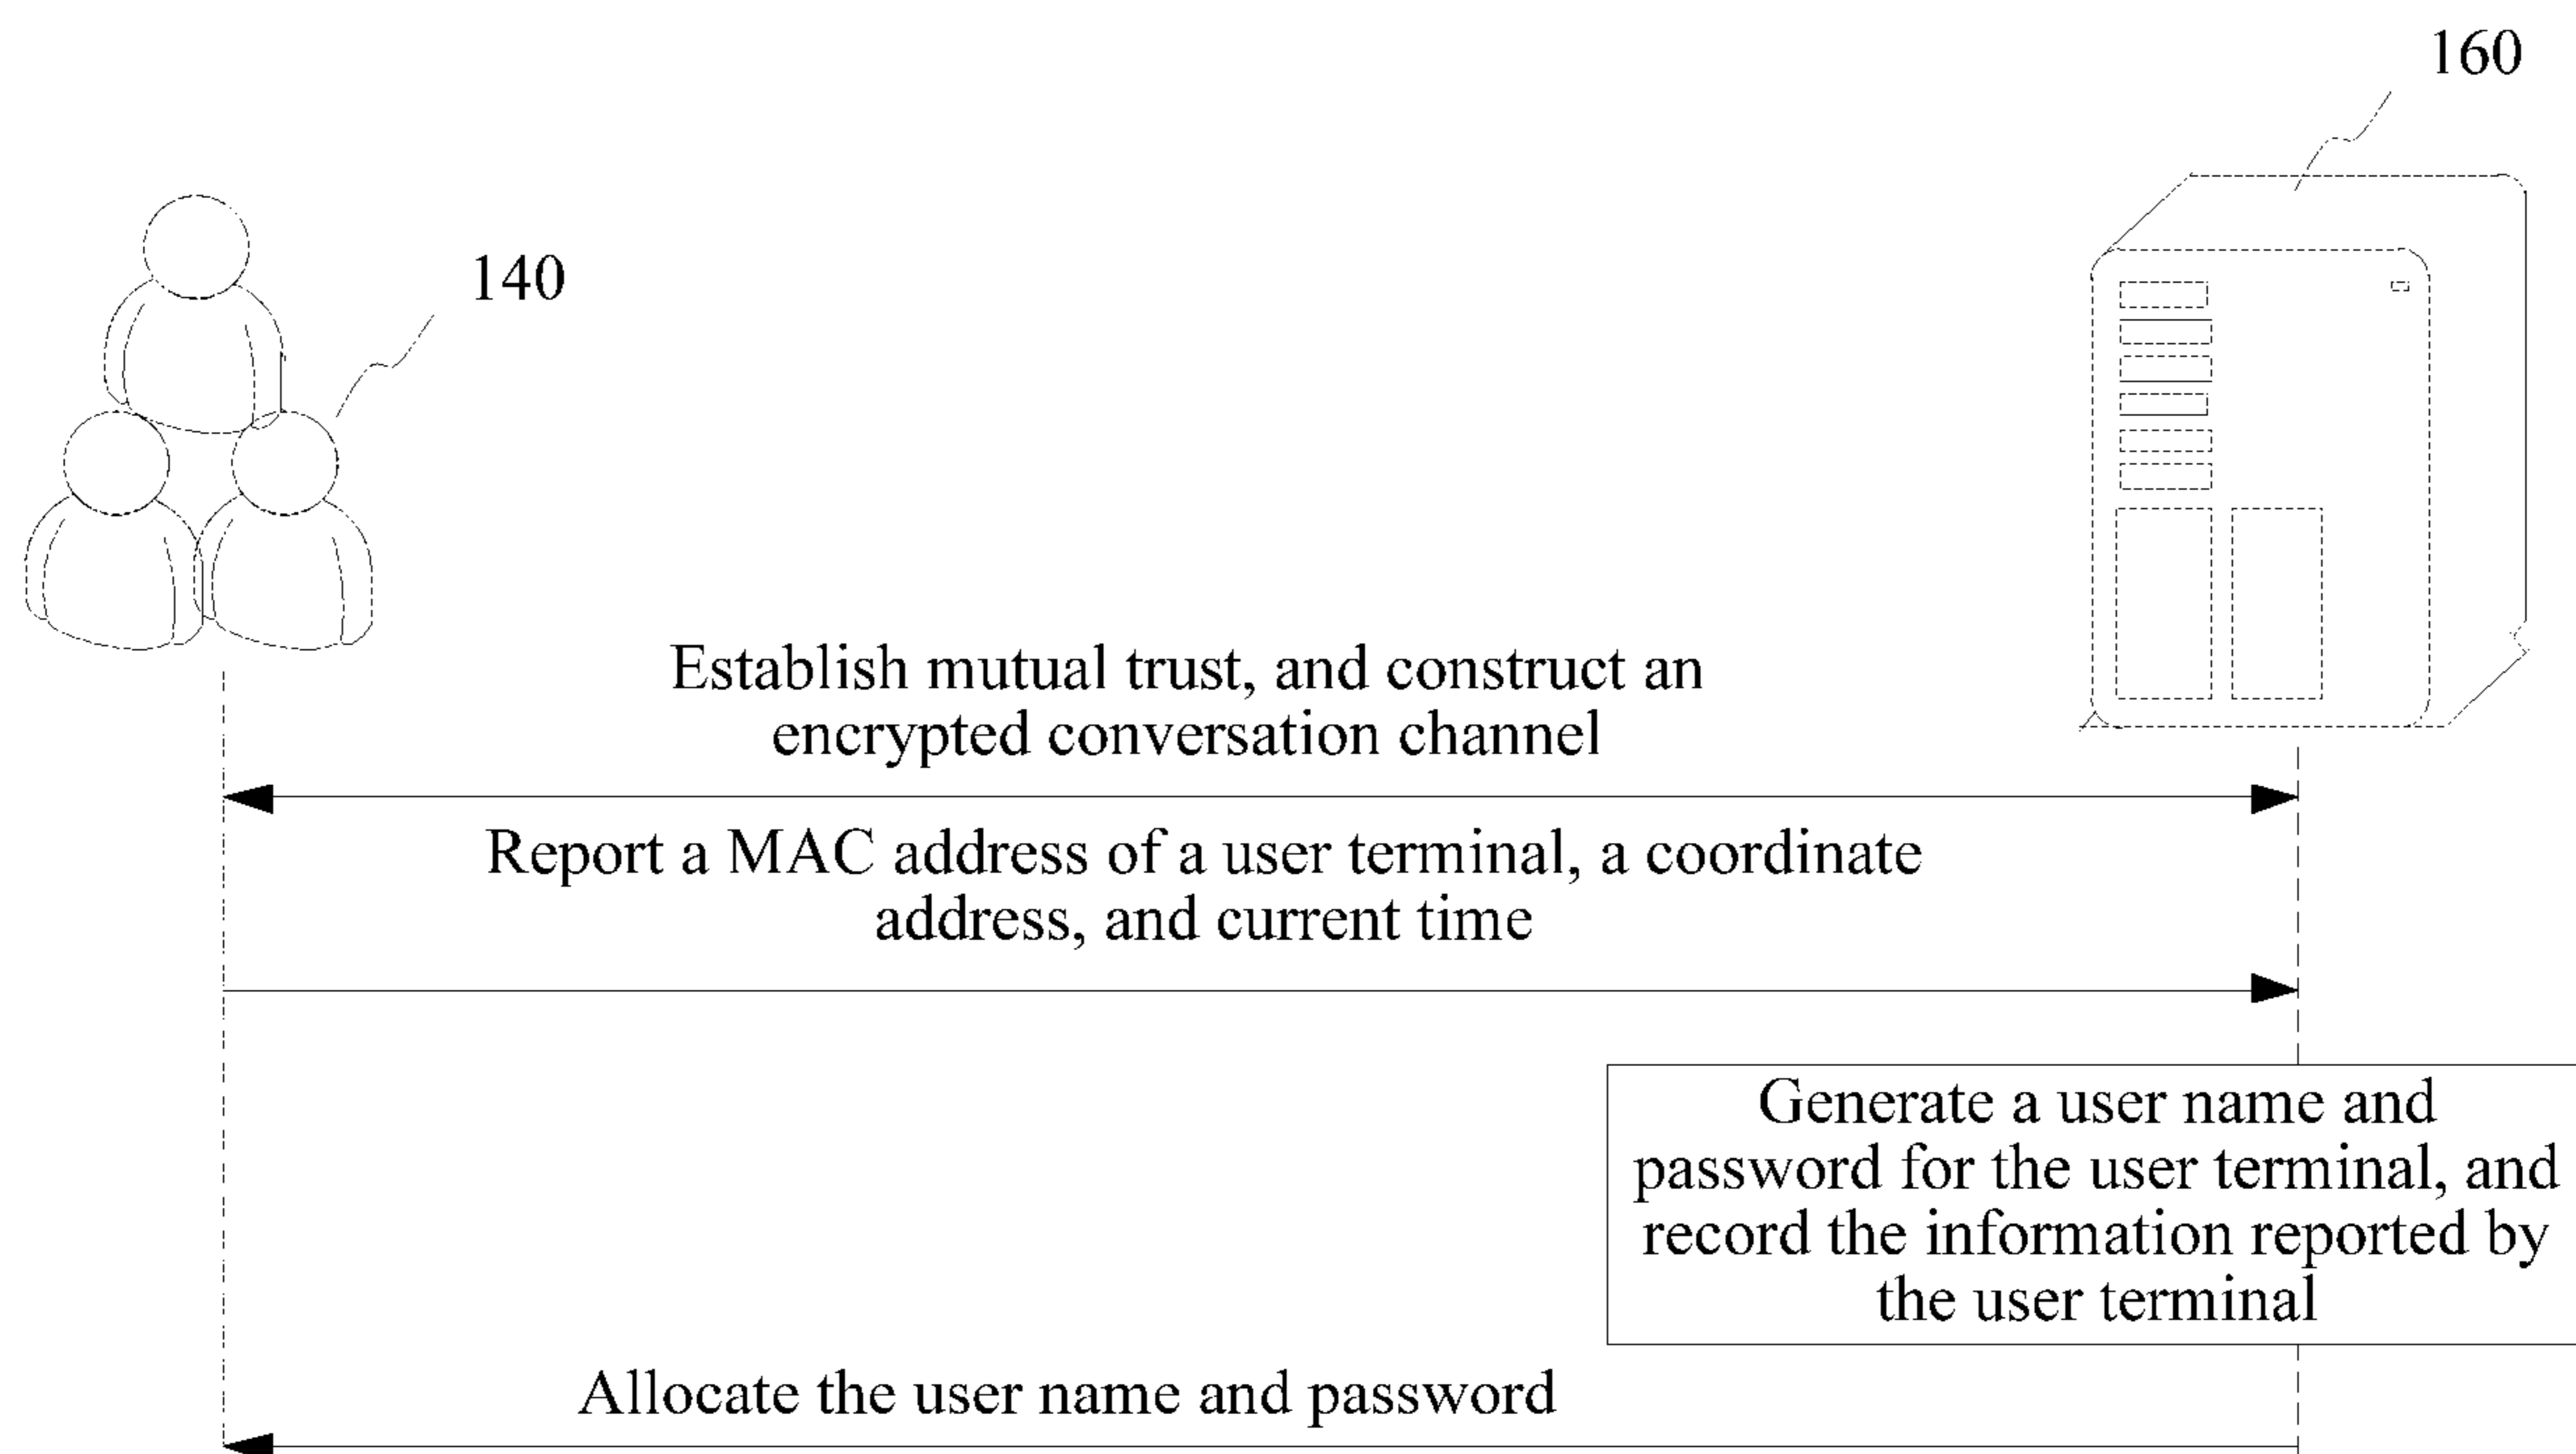 160
140
Establish mutual trust, and construct an
encrypted conversation channel
Report a MAC address of a user terminal, a coordinate
address, and current time
Generate a user name and
password for the user terminal, and
record the information reported by
the user terminal
Allocate the user name and password